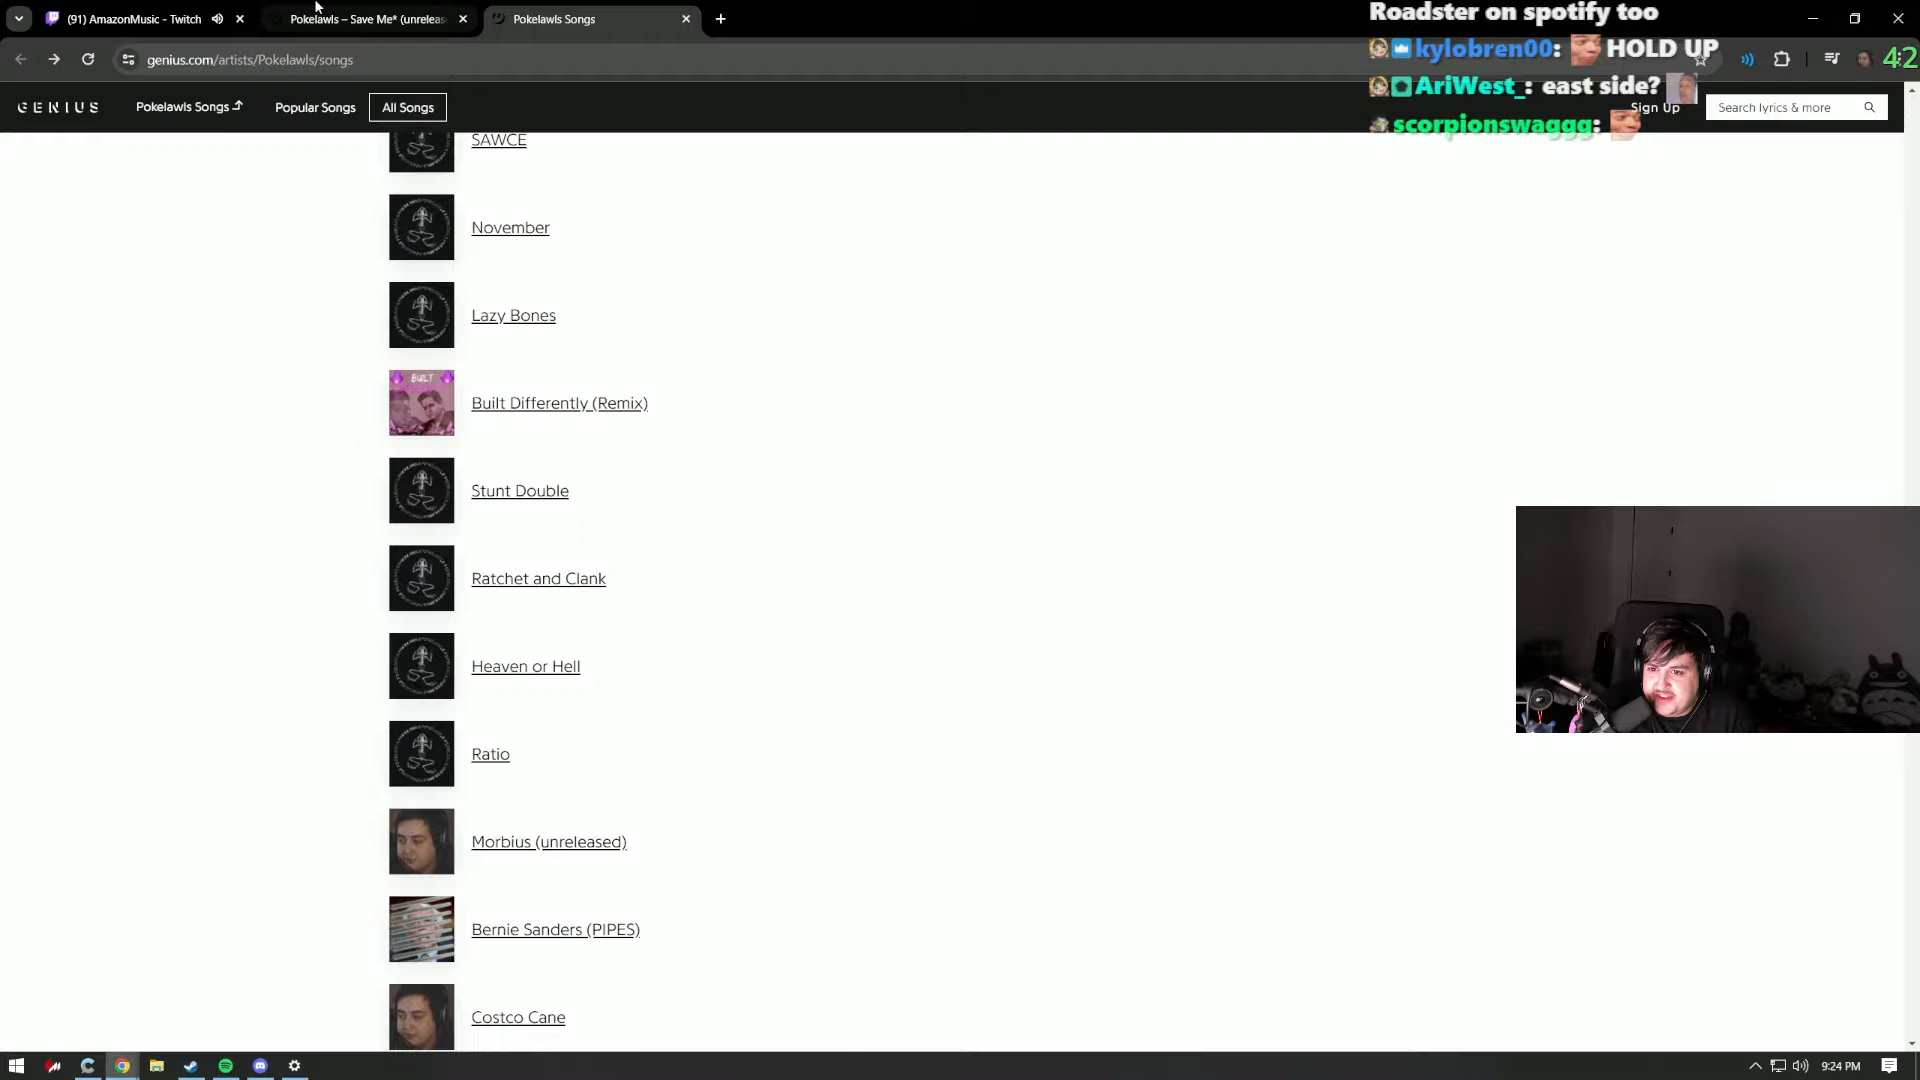 (91) AmazonMusic - Twitch
Pokelawls – Save Me* (unreleas
Pokelawls Songs
Roadster on spotify too
genius.com/artists/Pokelawls/songs
kylobren00: HOLD UP
42
AriWest_: east side?
GENIUS
Pokelawls Songs
Popular Songs
All Songs
Sign Up
Search lyrics & more
scorpionswaggg:
SAWCE
November
Lazy Bones
BUILT
Built Differently (Remix)
Stunt Double
Ratchet and Clank
Heaven or Hell
Ratio
Morbius (unreleased)
Bernie Sanders (PIPES)
Costco Cane
9:24 PM